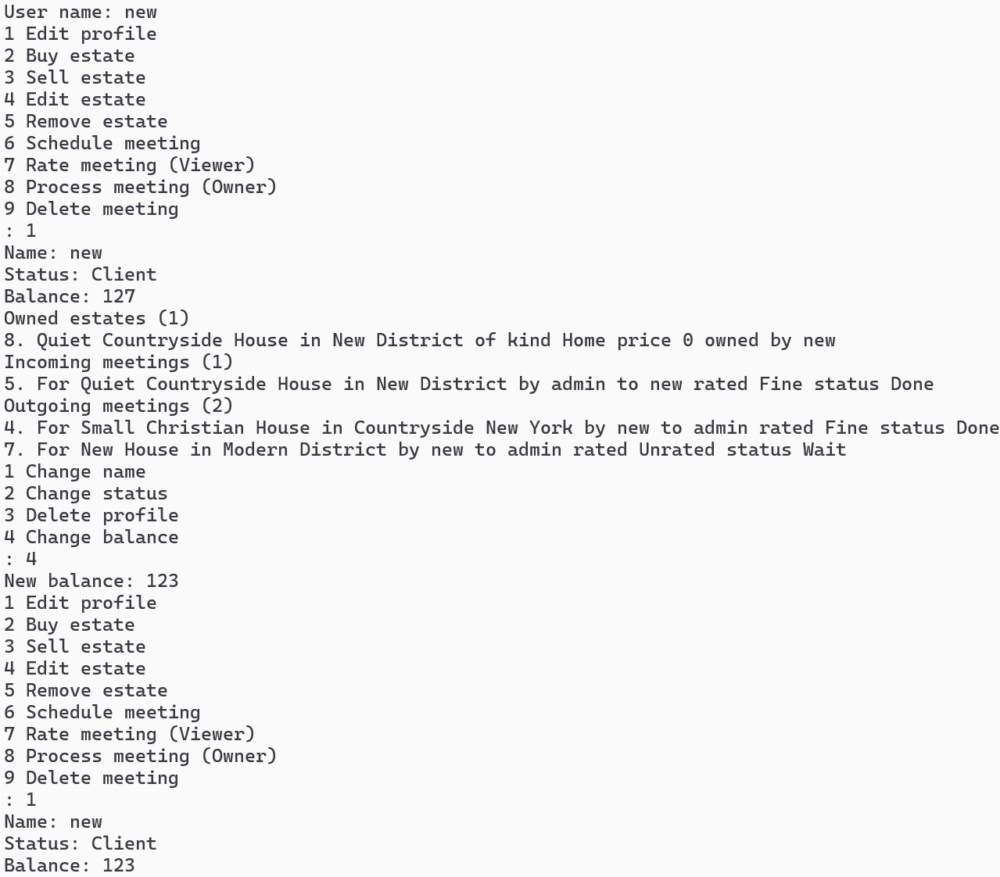 User name: new
1 Edit profile
2 Buy estate
3 Sell estate
4 Edit estate
5 Remove estate
6 Schedule meeting
7 Rate meeting (Viewer)
8 Process meeting (Owner)
9 Delete meeting
: 1
Name: new
Status: Client
Balance: 127
Owned estates (1)
8. Quiet Countryside House in New District of kind Home price 0 owned by new
Incoming meetings (1)
5. For Quiet Countryside House in New District by admin to new rated Fine status Done
Outgoing meetings (2)
4. For Small Christian House in Countryside New York by new to admin rated Fine status Done
7. For New House in Modern District by new to admin rated Unrated status Wait
1 Change name
2 Change status
3 Delete profile
4 Change balance
: 4
New balance: 123
1 Edit profile
2 Buy estate
3 Sell estate
4 Edit estate
5 Remove estate
6 Schedule meeting
7 Rate meeting (Viewer)
8 Process meeting (Owner)
9 Delete meeting
: 1
Name: new
Status: Client
Balance: 123